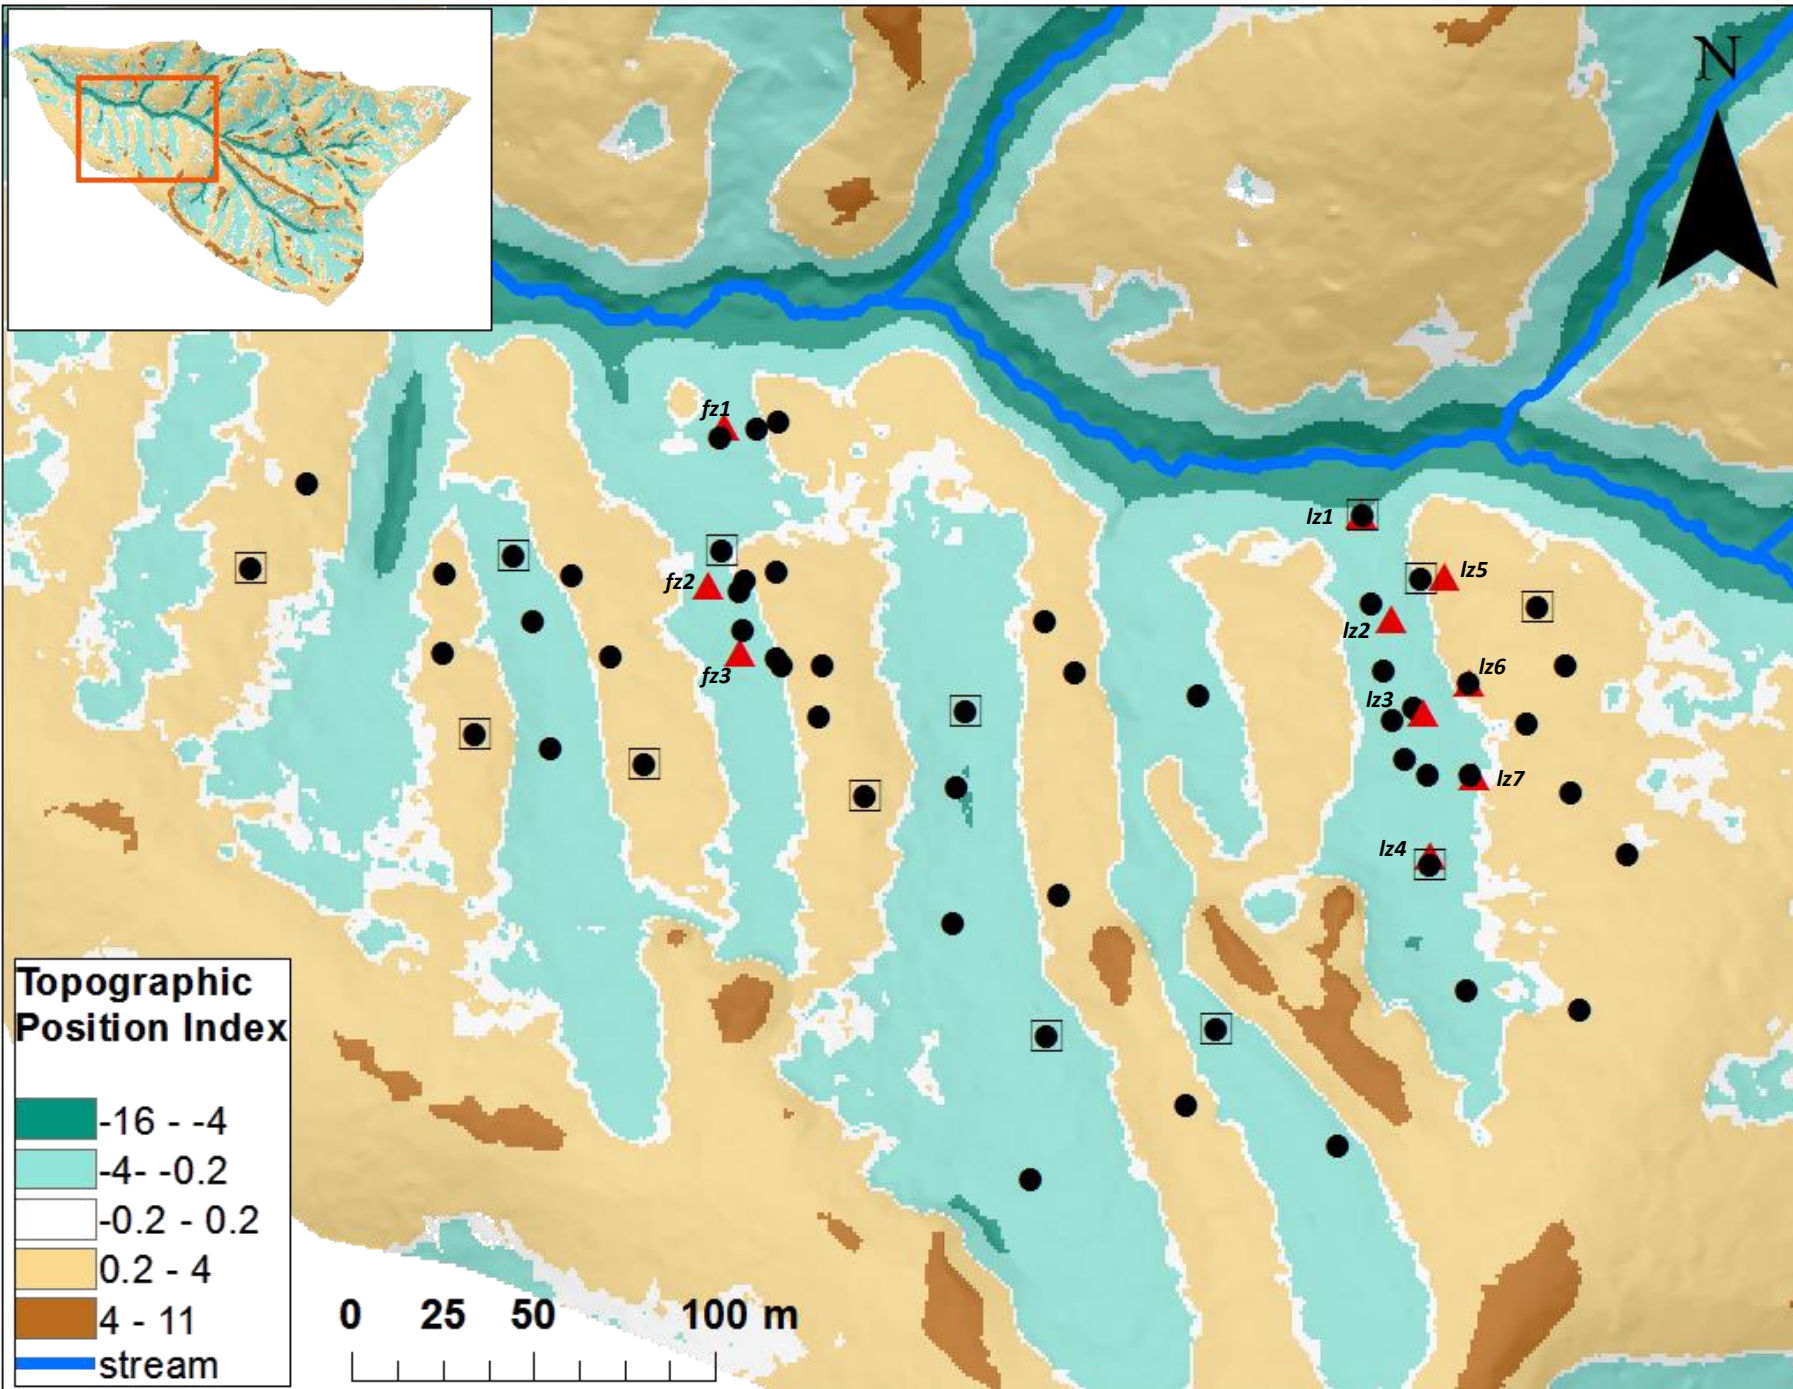 N
fz1
lz1
lz5
fz2
lz2
lz6
fz3
lz3
lz7
lz4
Topographic
Position Index
-16 - -4
-4- -0.2
-0.2 - 0.2
0.2 - 4
4 - 11
stream
0 25 50 100 m